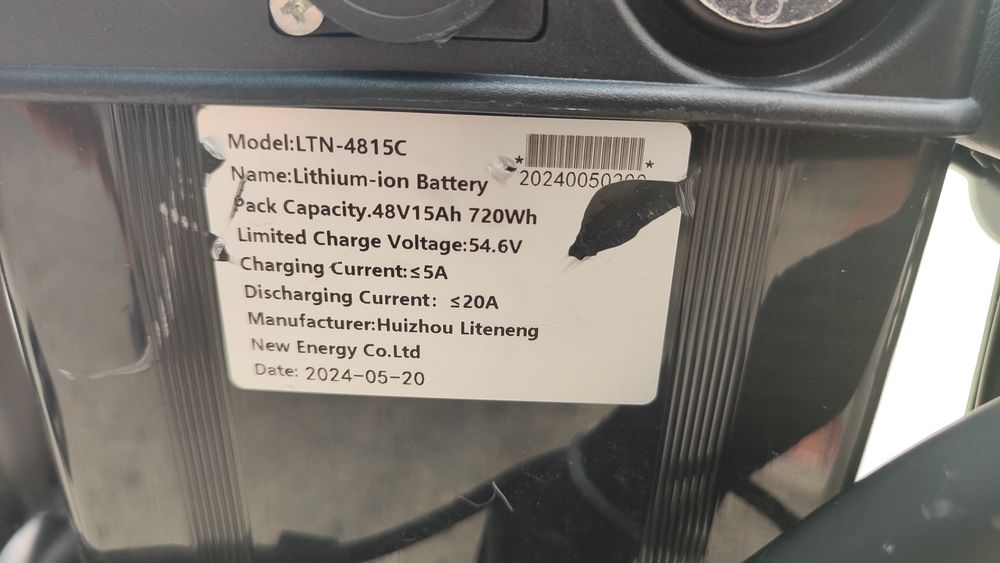 Model:LTN-4815C
* *
Name:Lithium-ion Battery
Pack Capacity.48V15Ah 720Wh
Limited Charge Voltage:54.6V
Charging Current:≤5A
Discharging Current: ≤20A
Manufacturer:Huizhou Liteneng
New Energy Co.Ltd
Date: 2024-05-20